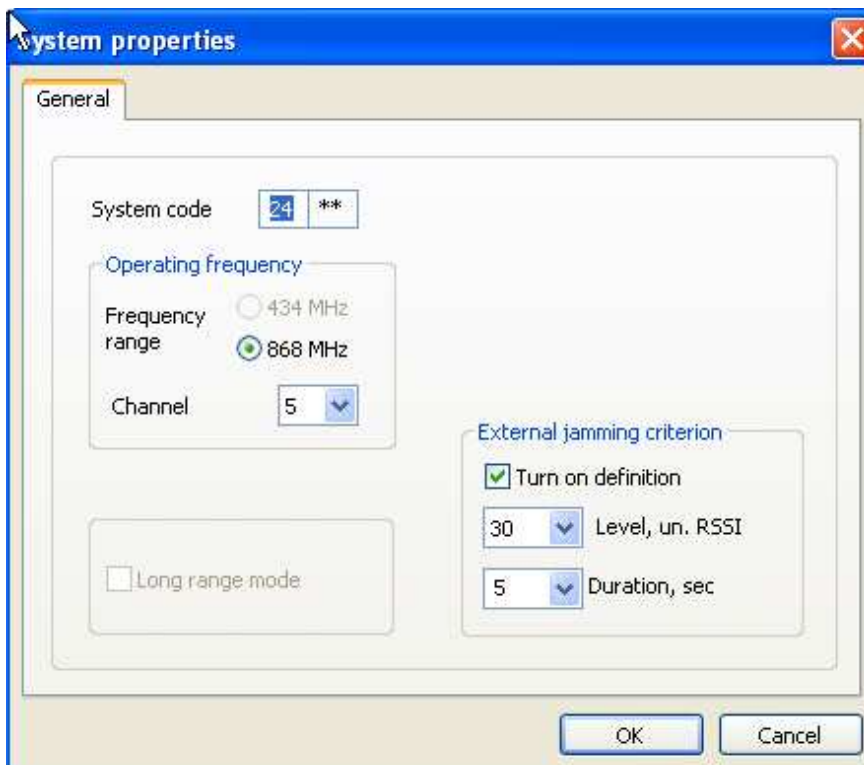 System properties
General
System code 24 **
Operating frequency
Frequency range
434 MHz
868 MHz
Channel 5
External jamming criterion
Turn on definition
30 Level, un. RSSI
5 Duration, sec
Long range mode
OK Cancel